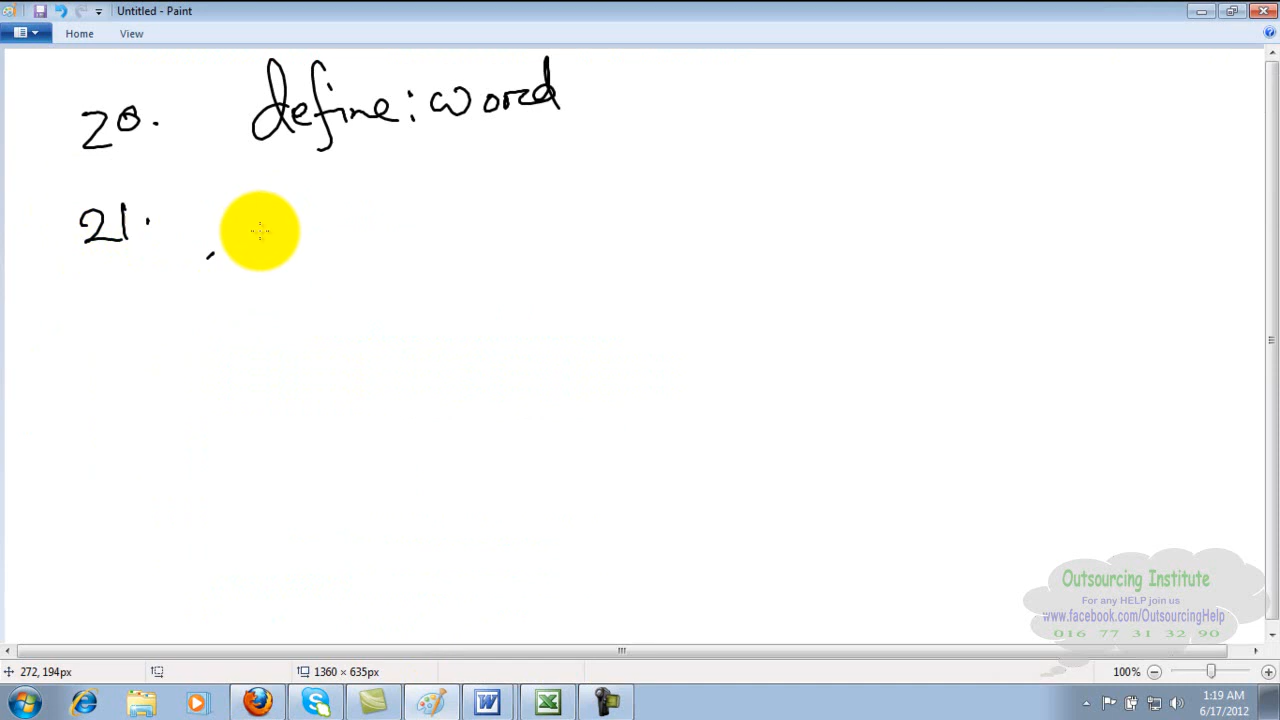 Untitled - Paint
Home View
20. define: word
21.
Outsourcing Institute
For any HELP join us
www.facebook.com/OutsourcingHelp
016 77 31 32 90
272, 194px 1360 × 635px 100%
1:19 AM
6/17/2012